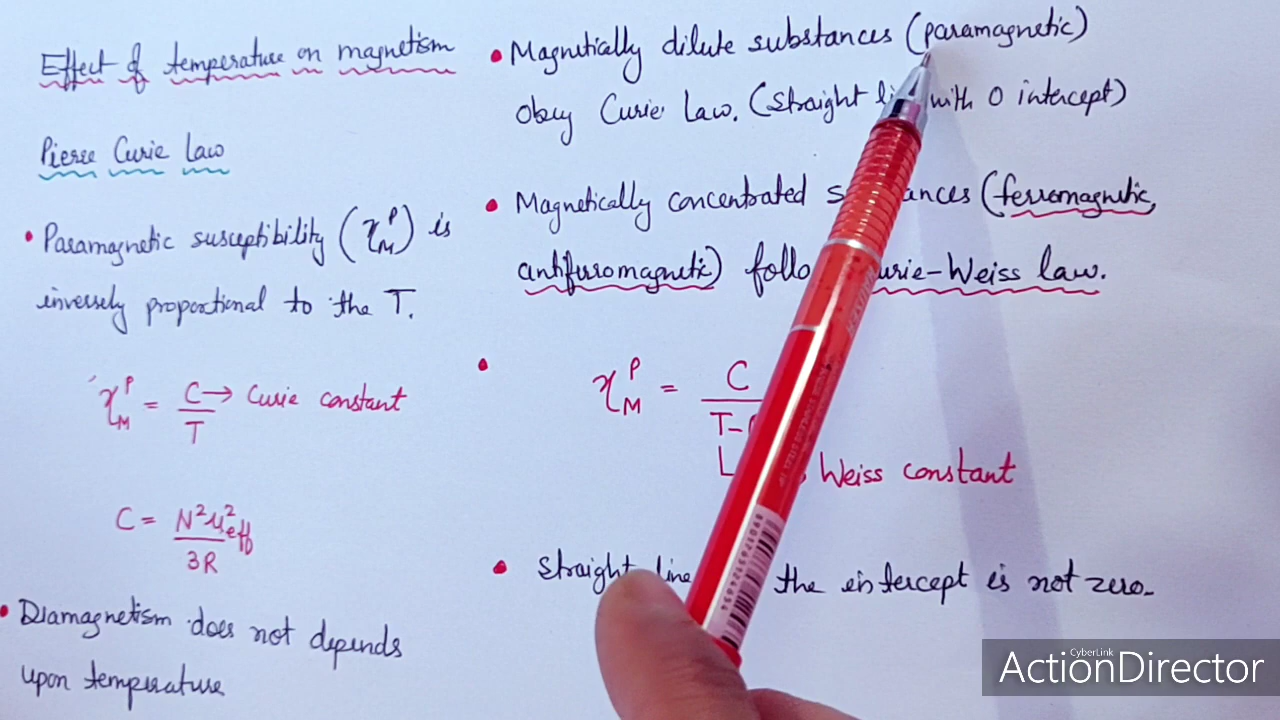 Effect of temperature on magnetism
Pierre Curie Law
• Paramagnetic susceptibility (χ_M^P) is
inversely proportional to the T.
χ_M^P = C/T → Curie constant
C = N²μ²eff / 3R
• Diamagnetism does not depends
upon temperature
• Magnetically dilute substances (paramagnetic)
obey Curie Law. (straight with 0 intercept)
• Magnetically concentrated (ferromagnetic,
antiferromagnetic) law.
• χ_M^P = C / T-
Weiss constant
• Straight line the intercept is not zero.
CyberLink
ActionDirector